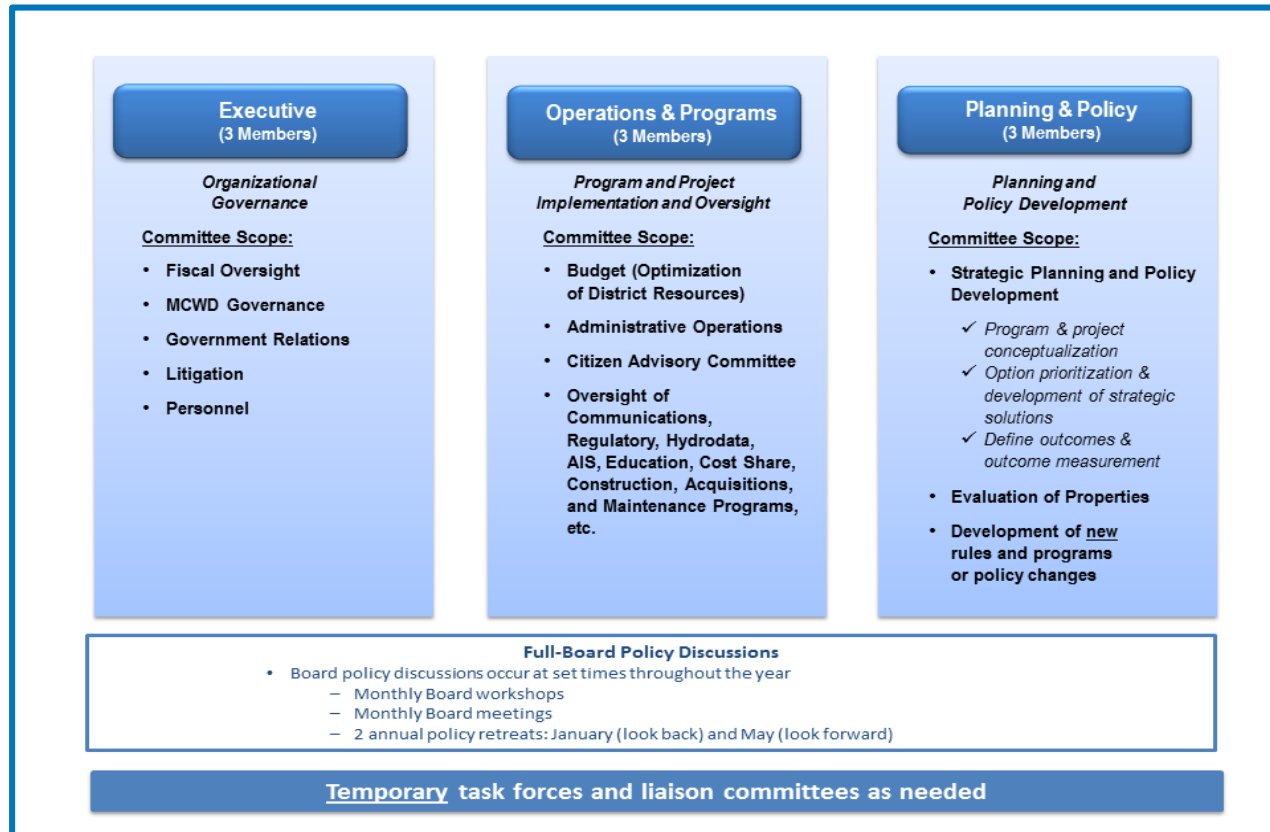 Executive
(3 Members)
Organizational
Governance
Committee Scope:
• Fiscal Oversight
• MCWD Governance
• Government Relations
• Litigation
• Personnel
Operations & Programs
(3 Members)
Program and Project
Implementation and Oversight
Committee Scope:
• Budget (Optimization
of District Resources)
• Administrative Operations
• Citizen Advisory Committee
• Oversight of
Communications,
Regulatory, Hydrodata,
AIS, Education, Cost Share,
Construction, Acquisitions,
and Maintenance Programs,
etc.
Planning & Policy
(3 Members)
Planning and
Policy Development
Committee Scope:
• Strategic Planning and Policy
Development
✓ Program & project
conceptualization
✓ Option prioritization &
development of strategic
solutions
✓ Define outcomes &
outcome measurement
• Evaluation of Properties
• Development of new
rules and programs
or policy changes
Full-Board Policy Discussions
• Board policy discussions occur at set times throughout the year
– Monthly Board workshops
– Monthly Board meetings
– 2 annual policy retreats: January (look back) and May (look forward)
Temporary task forces and liaison committees as needed